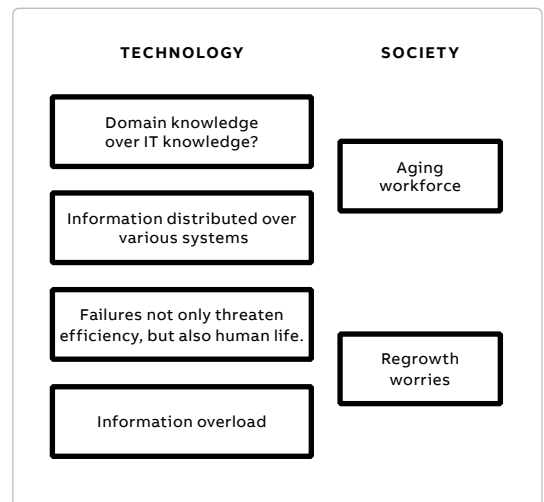 TECHNOLOGY
Domain knowledge
over IT knowledge?
Information distributed over
various systems
Failures not only threaten
efficiency, but also human life.
Information overload
SOCIETY
Aging
workforce
Regrowth
worries